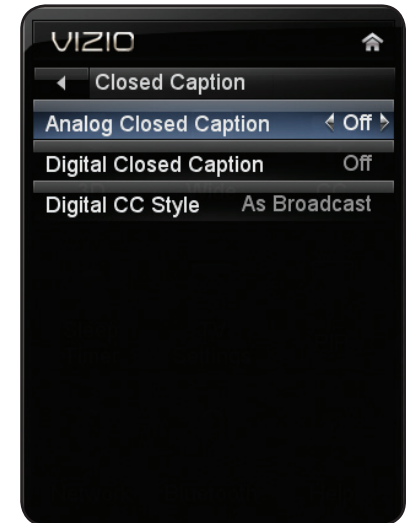 VIZIO
Closed Caption
Analog Closed Caption Off
Digital Closed Caption Off
Digital CC Style As Broadcast